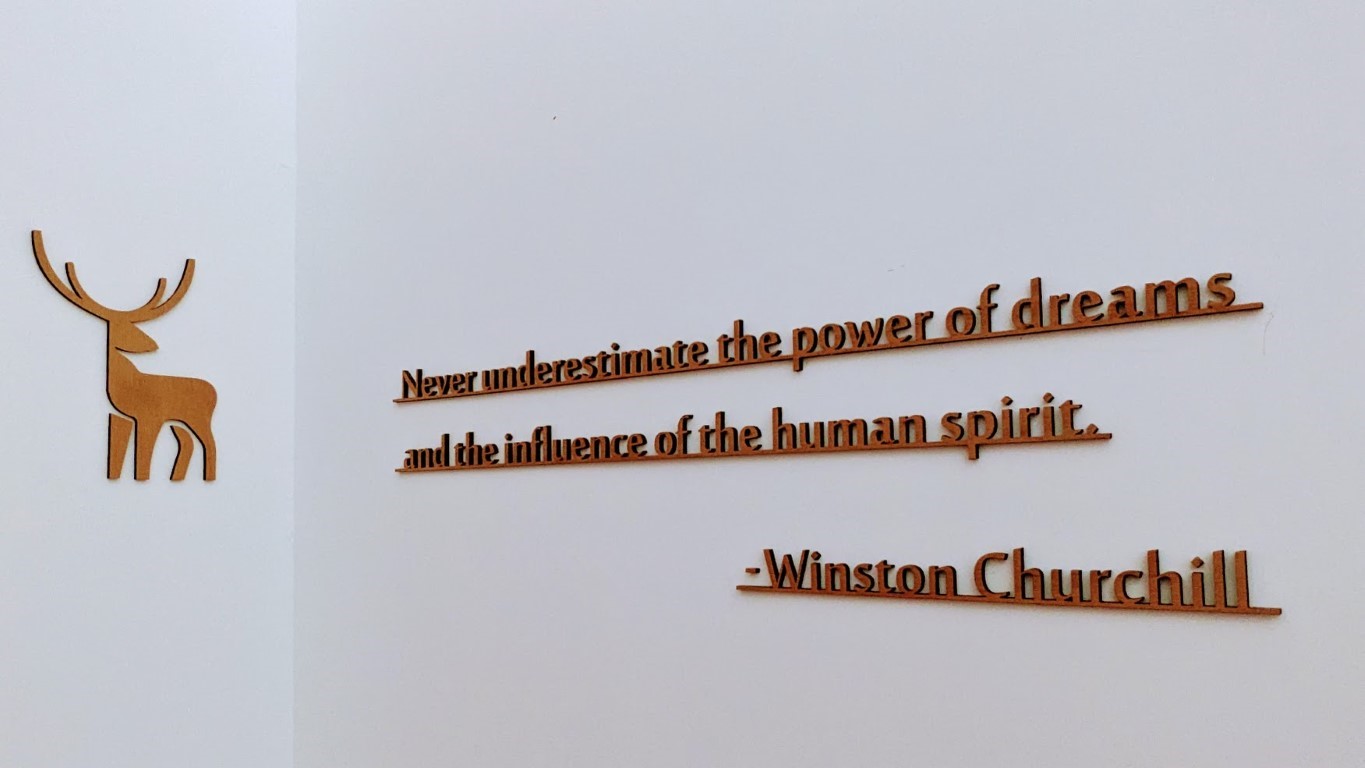 Never underestimate the power of dreams
and the influence of the human spirit.
-Winston Churchill